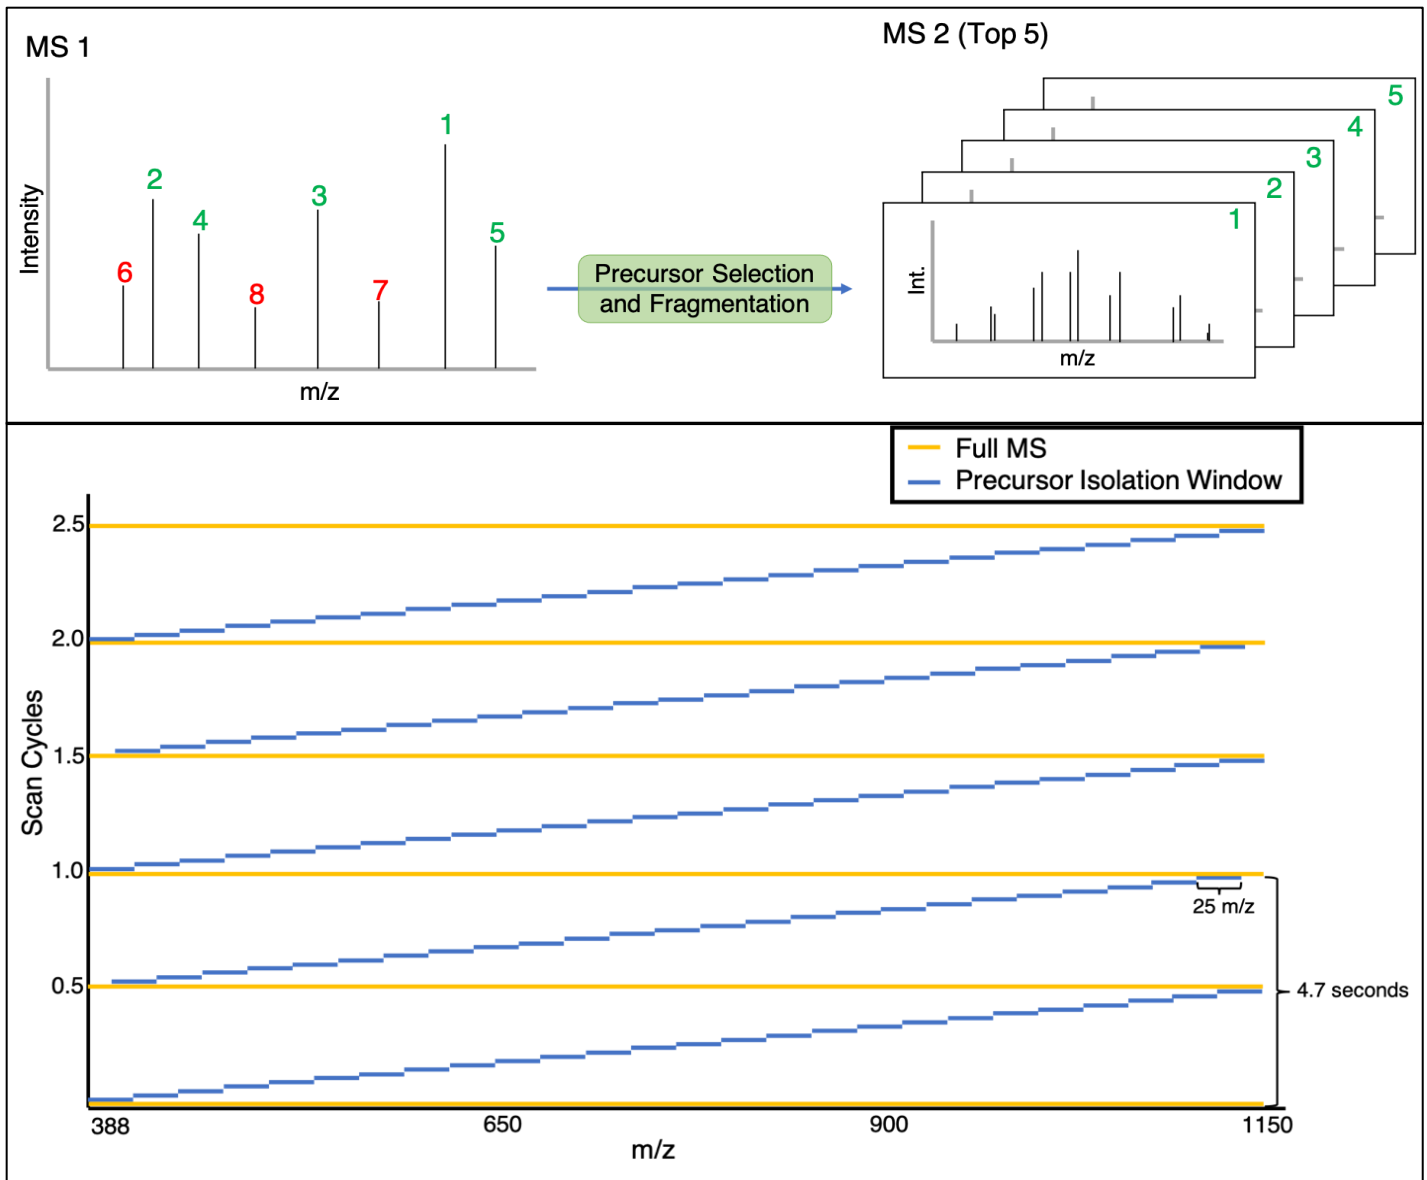 MS 1
MS 2 (Top 5)
Intensity
6
2
4
8
3
7
1
5
m/z
Precursor Selection
and Fragmentation
5
4
3
2
1
Int.
m/z
Full MS
Precursor Isolation Window
Scan Cycles
2.5
2.0
1.5
1.0
0.5
25 m/z
4.7 seconds
388
650
900
1150
m/z